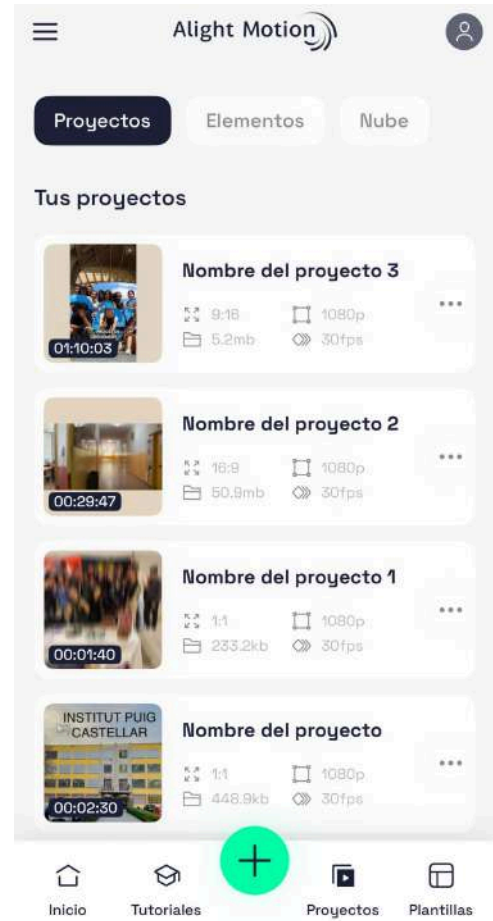 Alight Motion
Proyectos Elementos Nube
Tus proyectos
Nombre del proyecto 3
9:16 1080p
5.2mb 30fps
01:10:03
Nombre del proyecto 2
16:9 1080p
50.9mb 30fps
00:29:47
Nombre del proyecto 1
1:1 1080p
233.2kb 30fps
00:01:40
INSTITUT PUIG
CASTELLAR
Nombre del proyecto
1:1 1080p
448.9kb 30fps
00:02:30
Inicio Tutoriales Proyectos Plantillas